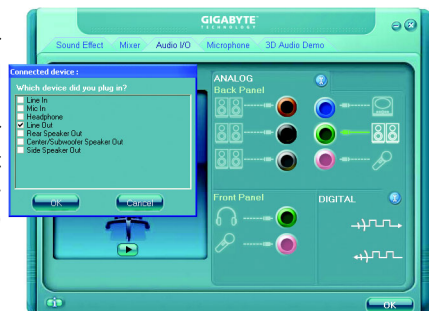 GIGABYTE
TECHNOLOGY
Sound Effect Mixer Audio I/O Microphone 3D Audio Demo
Connected device :
Which device did you plug in?
Line In
Mic In
Headphone
Line Out
Rear Speaker Out
Center/Subwoofer Speaker Out
Side Speaker Out
OK Cancel
ANALOG
Back Panel
Front Panel
DIGITAL
OK